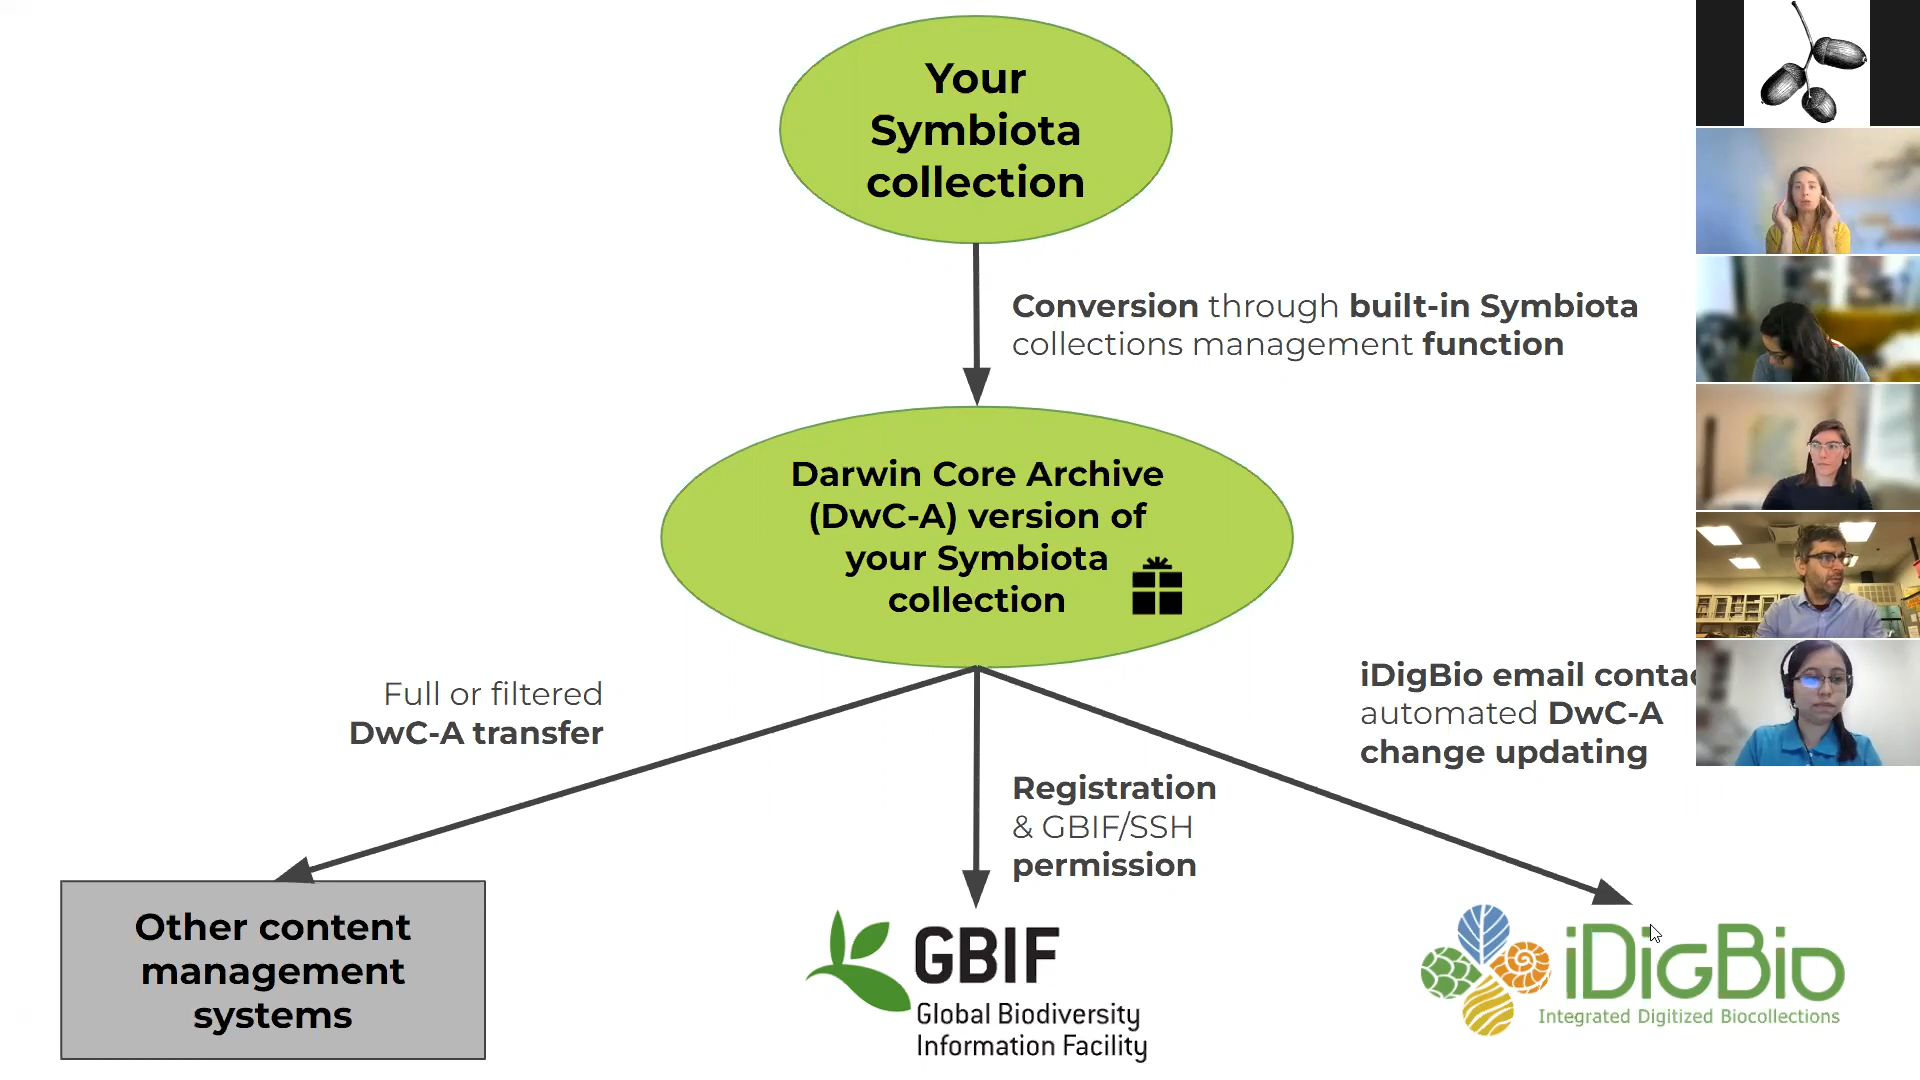 Your
Symbiota
collection
Conversion through built-in Symbiota
collections management function
Darwin Core Archive
(DwC-A) version of
your Symbiota
collection
Full or filtered
DwC-A transfer
iDigBio email
automated DwC-A
change updating
Registration
& GBIF/SSH
permission
Other content
management
systems
GBIF
Global Biodiversity
Information Facility
iDigBio
Integrated Digitized Biocollections